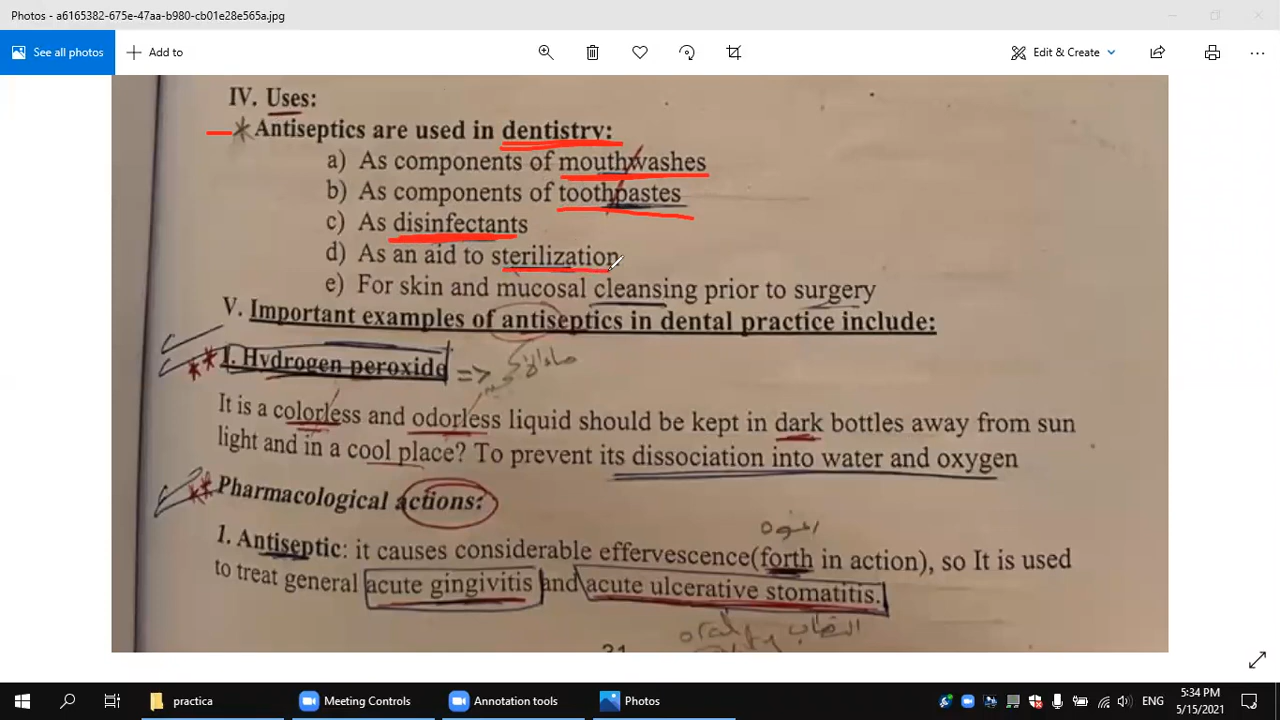 Photos - a6165382-675e-47aa-b980-cb01e28e565a.jpg
See all photos
Add to
Edit & Create
IV. Uses:
Antiseptics are used in dentistry:
a) As components of mouthwashes
b) As components of toothpastes
c) As disinfectants
d) As an aid to sterilization
e) For skin and mucosal cleansing prior to surgery
V. Important examples of antiseptics in dental practice include:
I. Hydrogen peroxide =>
It is a colorless and odorless liquid should be kept in dark bottles away from sun
light and in a cool place? To prevent its dissociation into water and oxygen
Pharmacological actions:
1. Antiseptic: it causes considerable effervescence(forth in action), so It is used
to treat general acute gingivitis and acute ulcerative stomatitis.
practica
Meeting Controls
Annotation tools
Photos
ENG
5:34 PM
5/15/2021